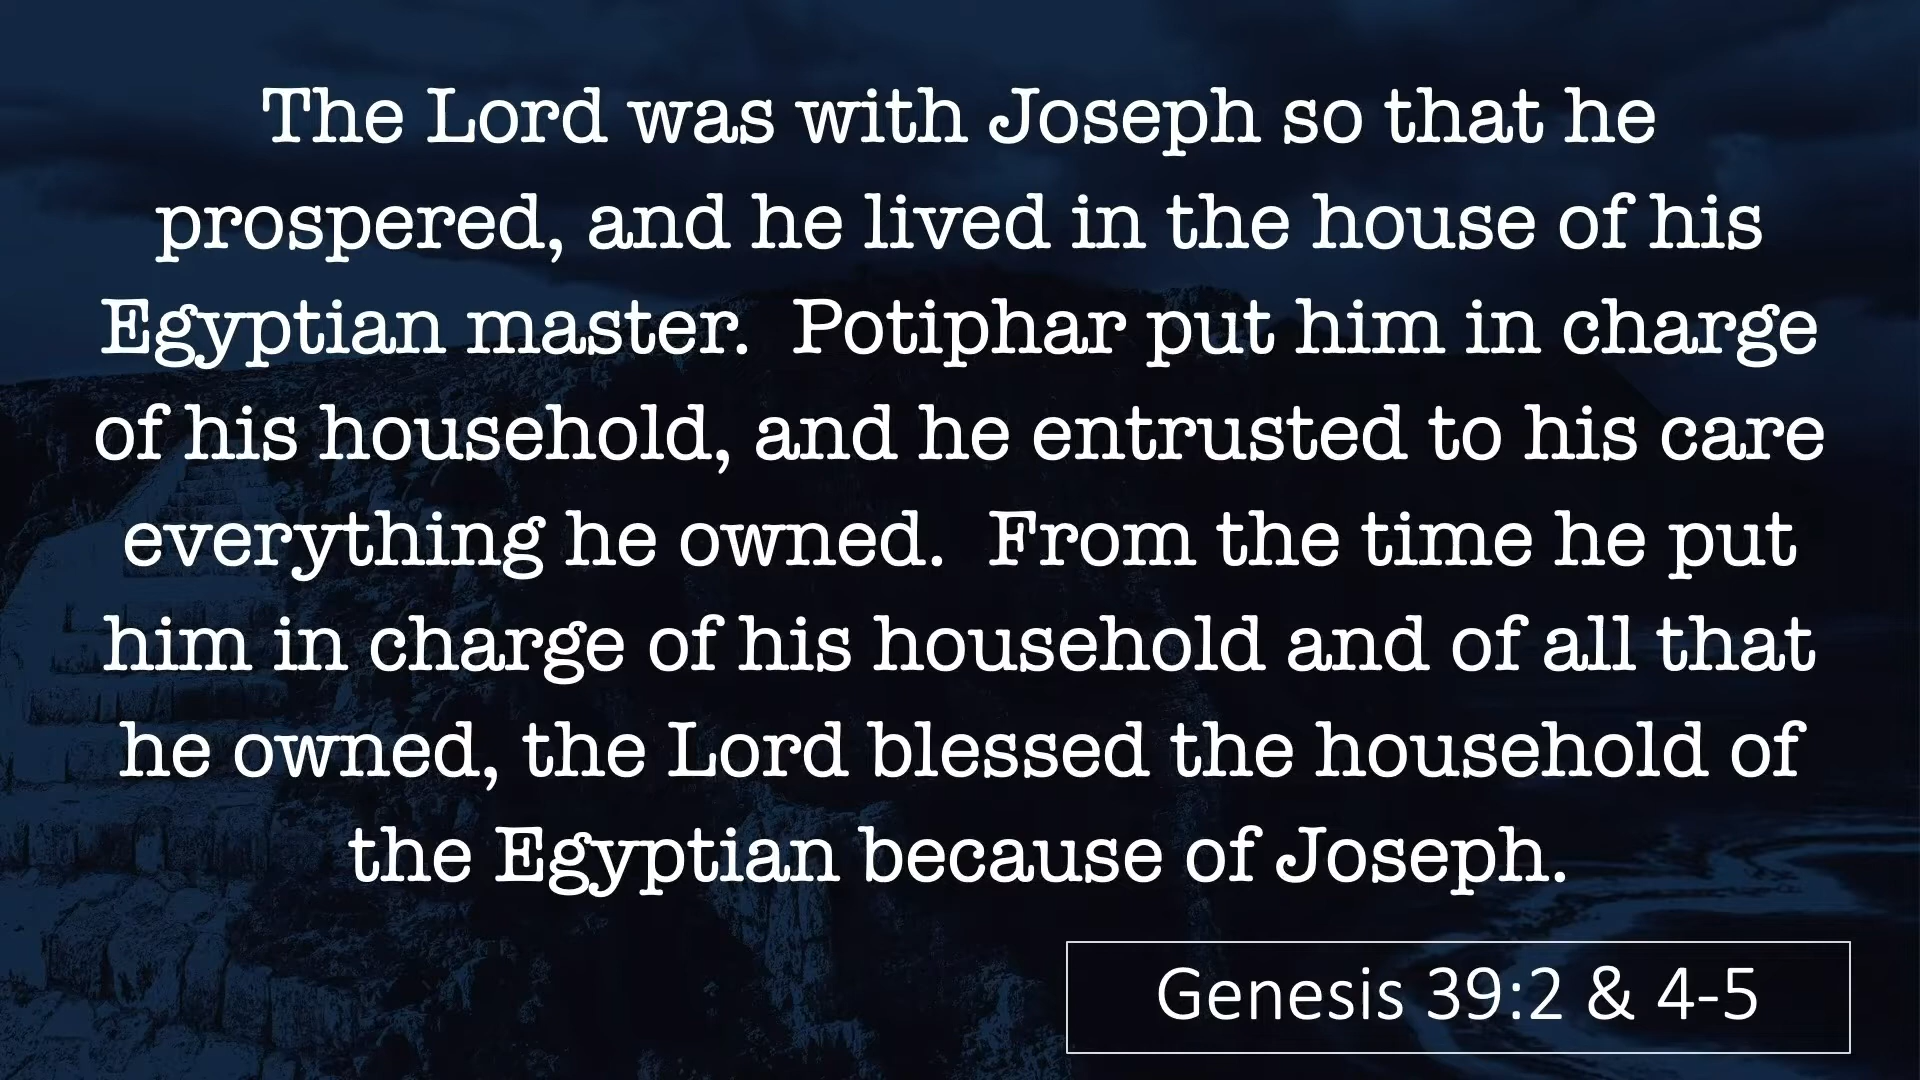 The Lord was with Joseph so that he
prospered, and he lived in the house of his
Egyptian master.  Potiphar put him in charge
of his household, and he entrusted to his care
everything he owned.  From the time he put
him in charge of his household and of all that
he owned, the Lord blessed the household of
the Egyptian because of Joseph.
Genesis 39:2 & 4-5